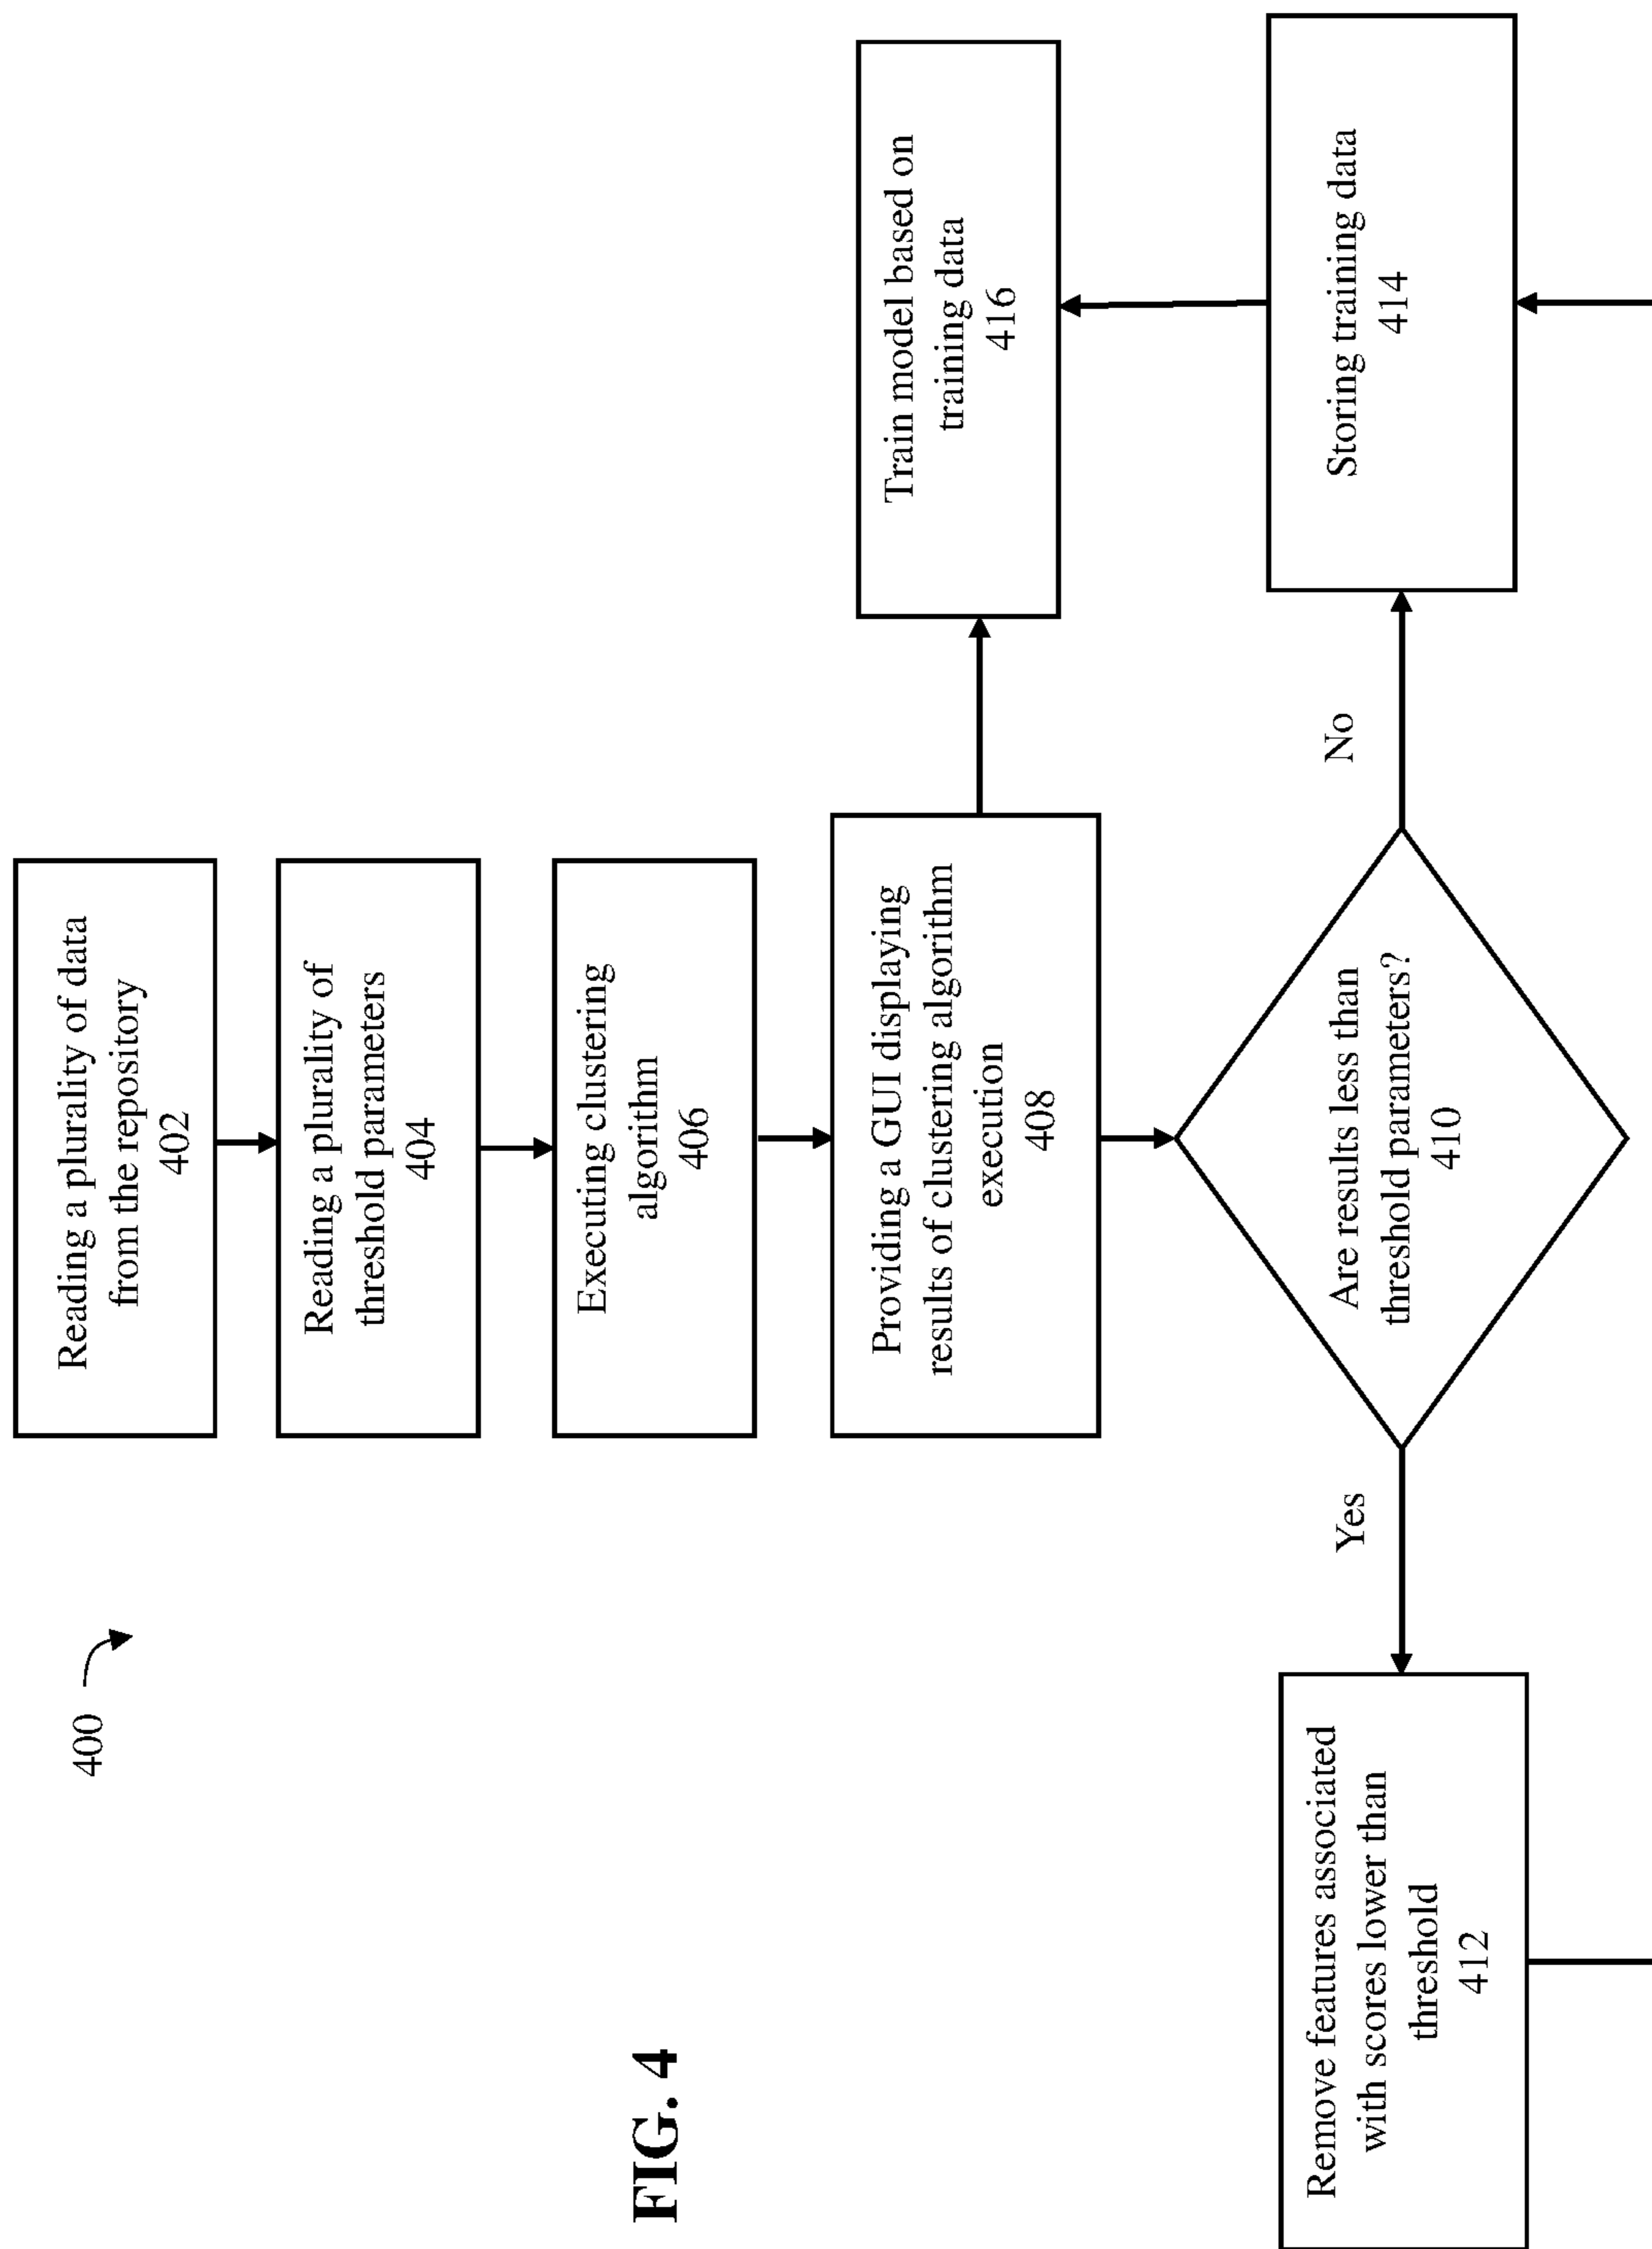 400
Reading a plurality of data
from the repository
402
Reading a plurality of
threshold parameters
404
Executing clustering
algorithm
406
Providing a GUI displaying
results of clustering algorithm
execution
408
Train model based on
training data
416
Are results less than
threshold parameters?
410
Yes
No
Remove features associated
with scores lower than
threshold
412
Storing training data
414
FIG. 4